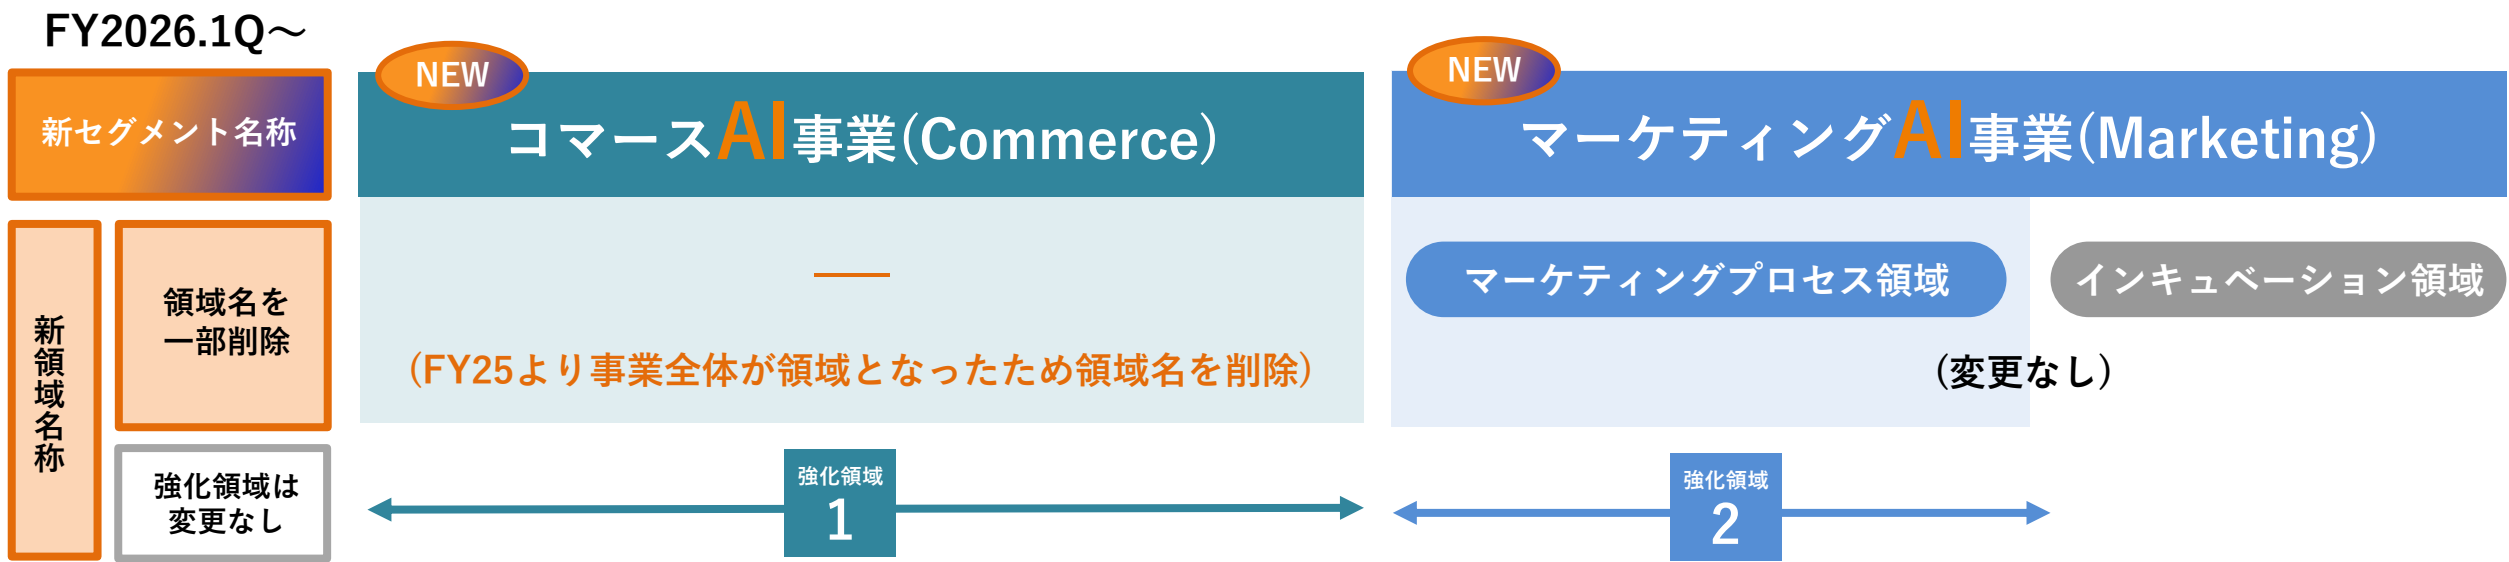 FY2026.1Q～
新セグメント名称
NEW
コマースAI事業(Commerce)
NEW
マーケティングAI事業(Marketing)
新領域名称
領域名を
一部削除
―
（FY25より事業全体が領域となったため領域名を削除）
マーケティングプロセス領域
インキュベーション領域
（変更なし）
強化領域は
変更なし
強化領域
1
強化領域
2